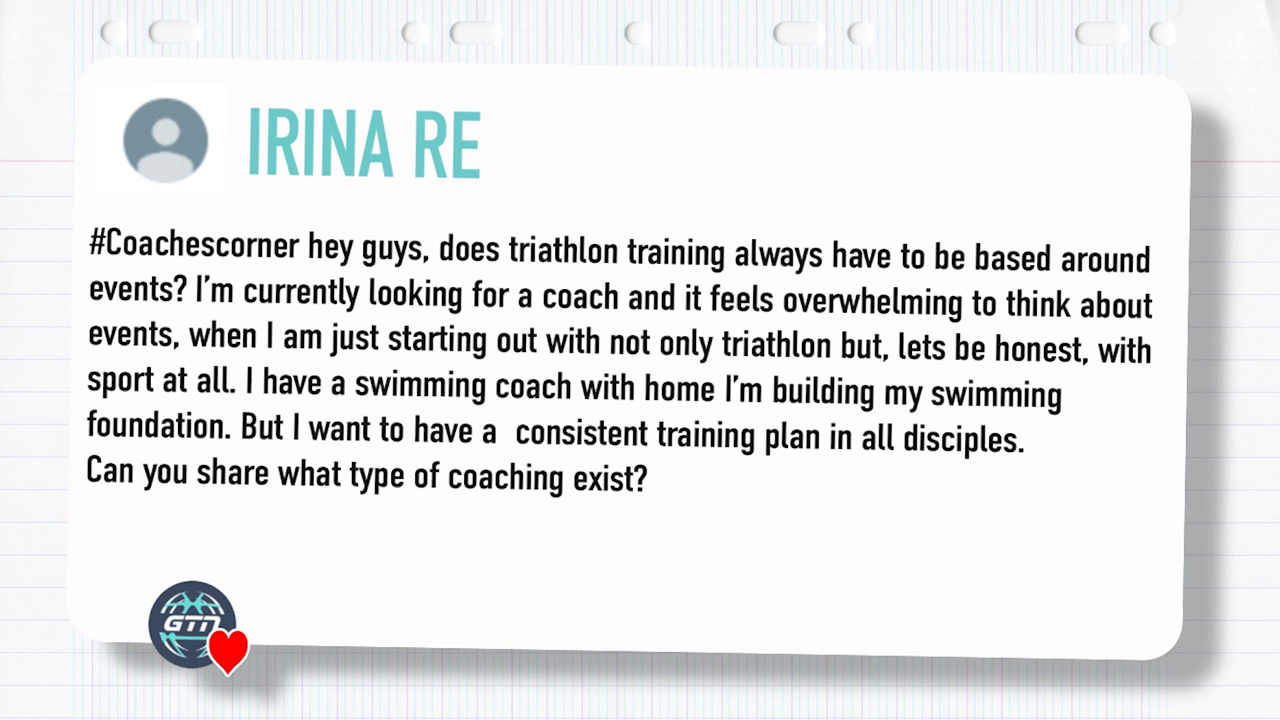 IRINA RE
#Coachescorner hey guys, does triathlon training always have to be based around
events? I'm currently looking for a coach and it feels overwhelming to think about
events, when I am just starting out with not only triathlon but, lets be honest, with
sport at all. I have a swimming coach with home I'm building my swimming
foundation. But I want to have a consistent training plan in all disciples.
Can you share what type of coaching exist?
GTN